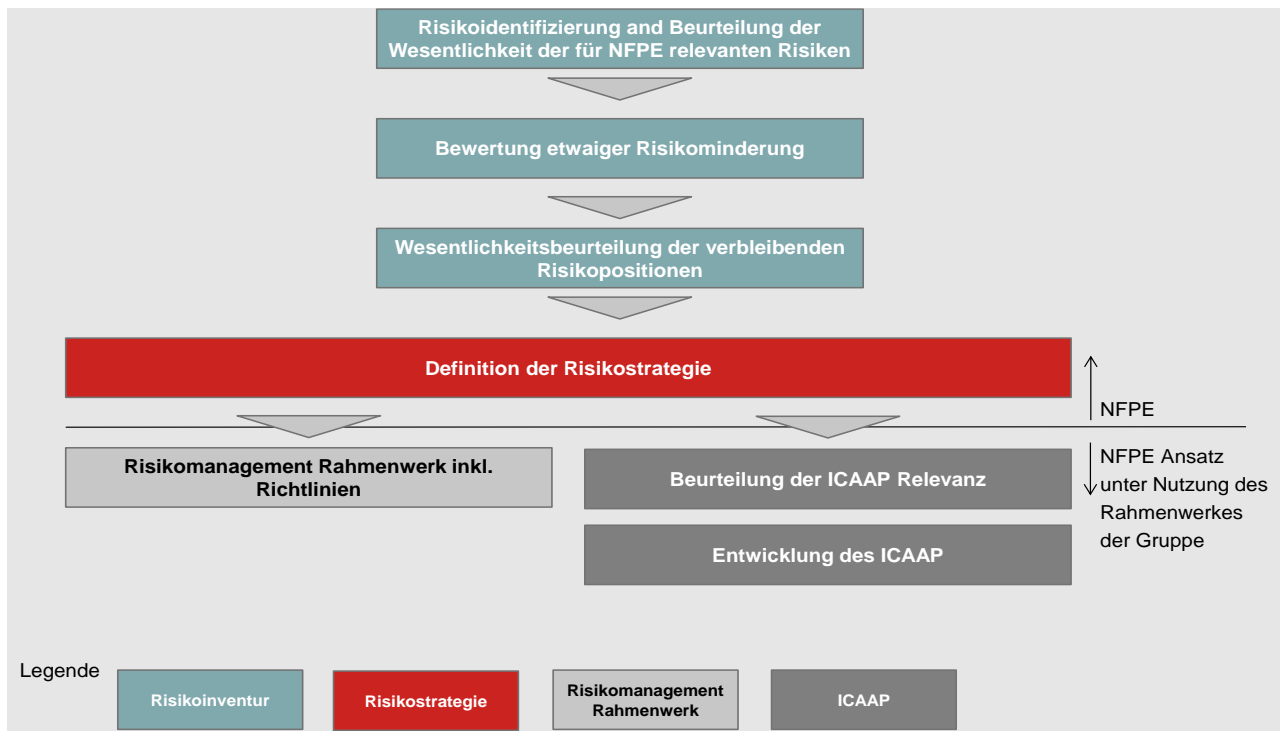 Risikoidentifizierung and Beurteilung der
Wesentlichkeit der für NFPE relevanten Risiken
Bewertung etwaiger Risikominderung
Wesentlichkeitsbeurteilung der verbleibenden
Risikopositionen
Definition der Risikostrategie
NFPE
Risikomanagement Rahmenwerk inkl.
Richtlinien
Beurteilung der ICAAP Relevanz
Entwicklung des ICAAP
NFPE Ansatz
unter Nutzung des
Rahmenwerkes
der Gruppe
Legende
Risikoinventur
Risikostrategie
Risikomanagement
Rahmenwerk
ICAAP